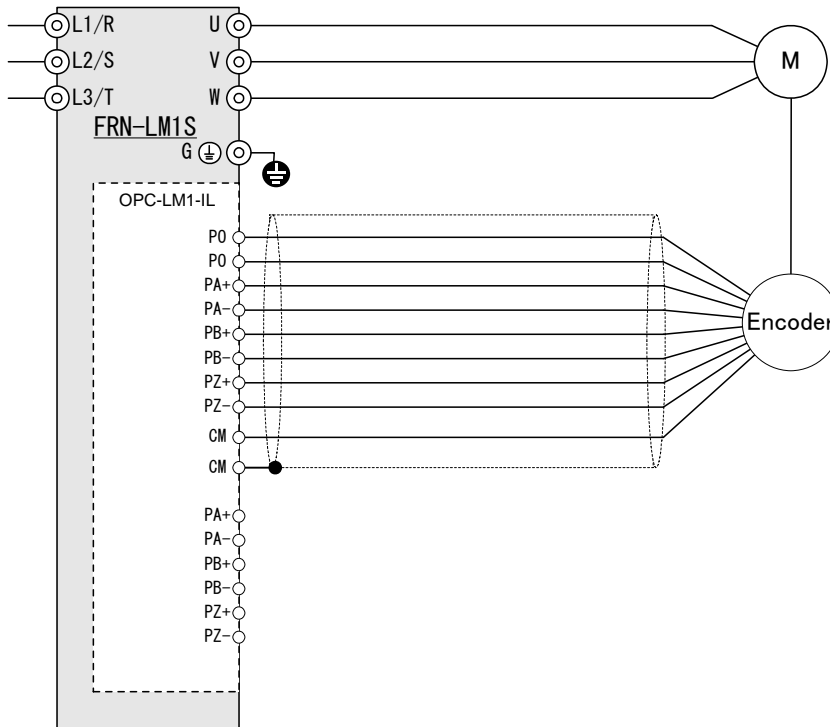 L1/R U
L2/S V M
L3/T W
FRN-LM1S
G
OPC-LM1-IL
PO
PO
PA+
PA-
PB+ Encoder
PB-
PZ+
PZ-
CM
CM
PA+
PA-
PB+
PB-
PZ+
PZ-